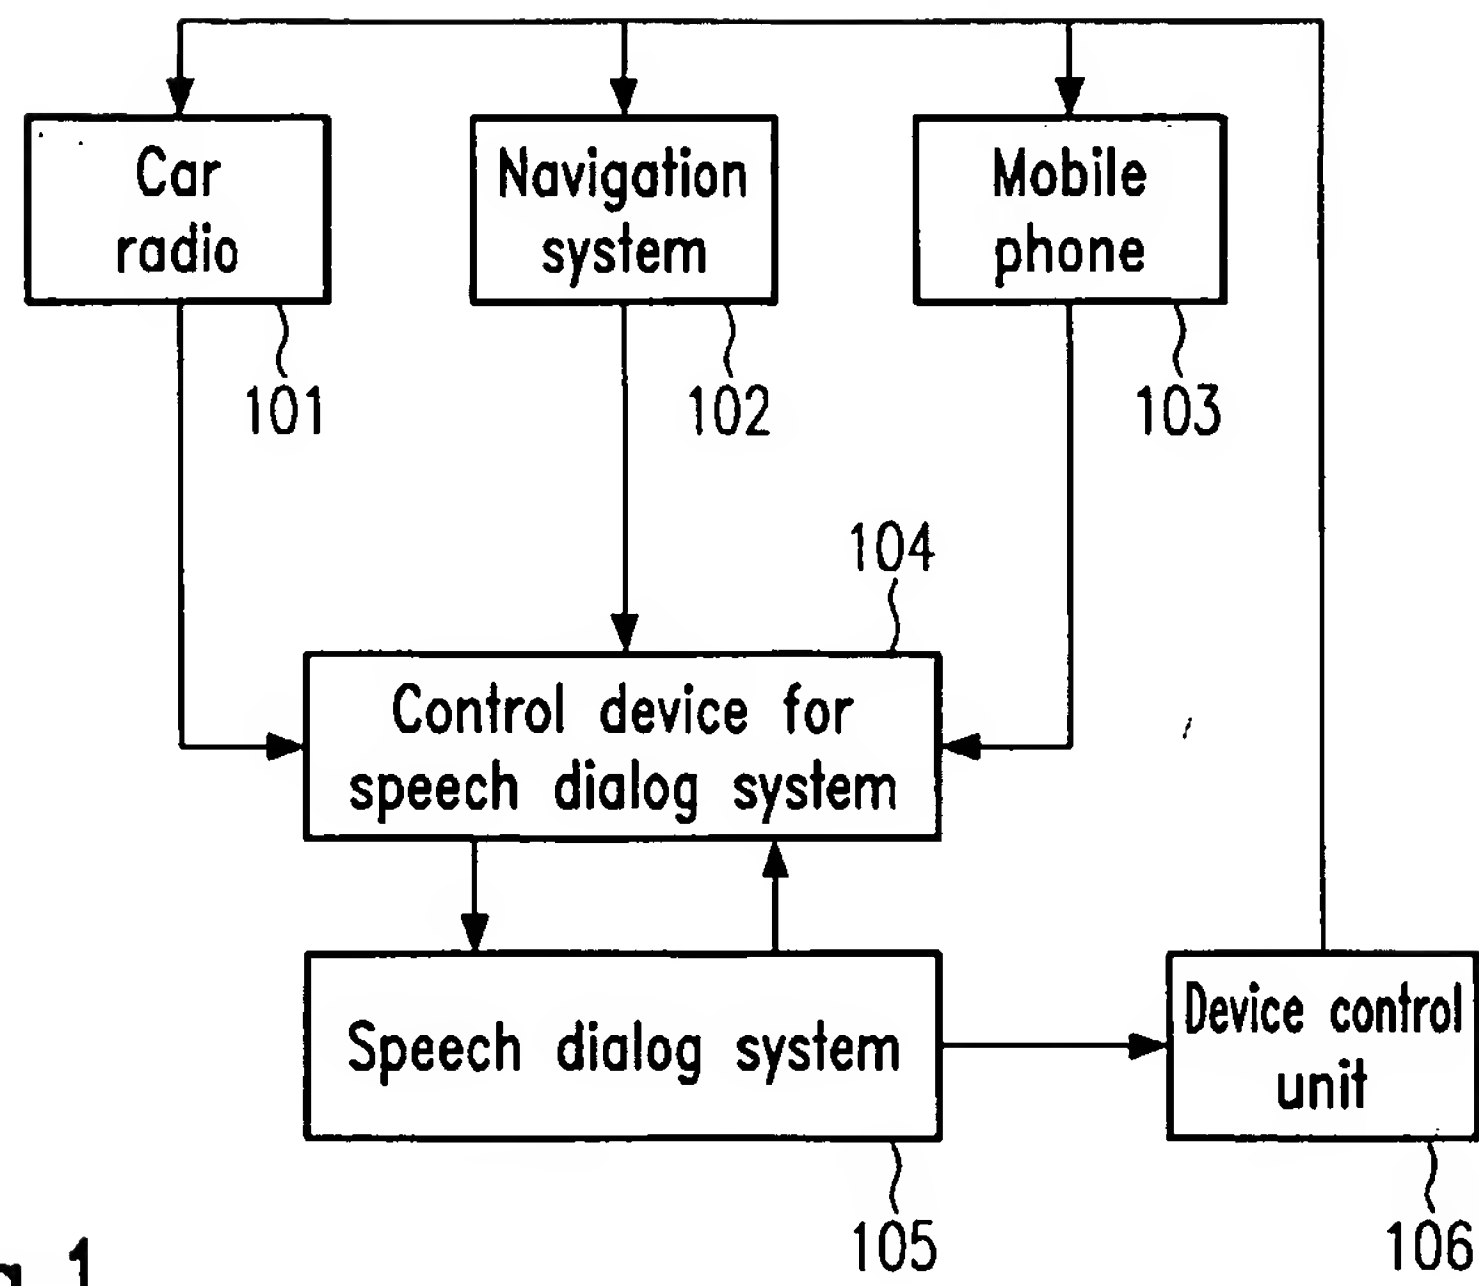 Car
radio
Navigation
system
Mobile
phone
101
102
103
104
Control device for
speech dialog system
Speech dialog system
Device control
unit
105
106
g 1